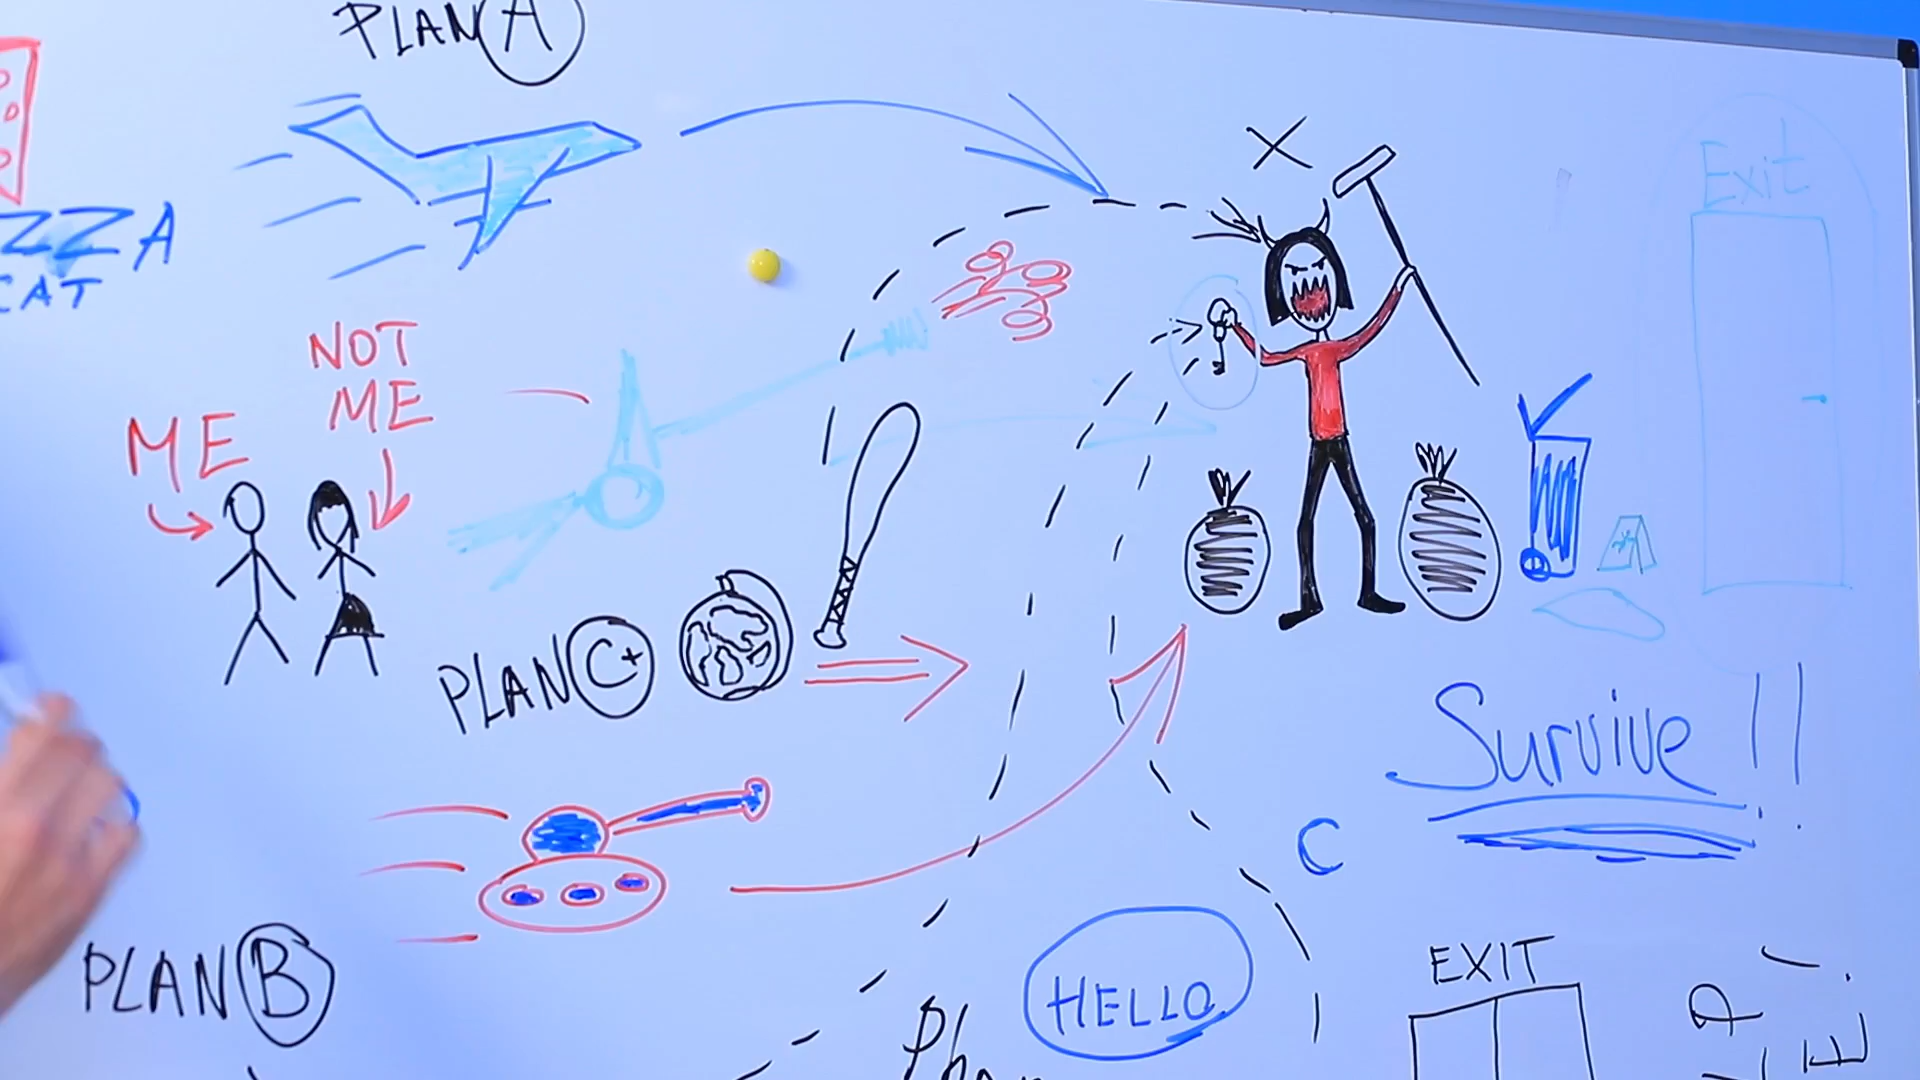 PLAN A
ZZA
CAT
Exit
NOT
ME
ME
PLAN C+
Survive!!
C
PLAN B
HELLO
EXIT